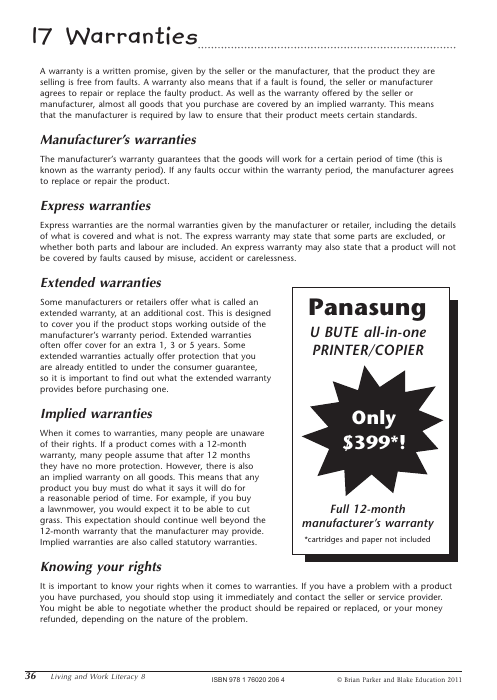 17 Warranties
A warranty is a written promise, given by the seller or the manufacturer, that the product they are
selling is free from faults. A warranty also means that if a fault is found, the seller or manufacturer
agrees to repair or replace the faulty product. As well as the warranty offered by the seller or
manufacturer, almost all goods that you purchase are covered by an implied warranty. This means
that the manufacturer is required by law to ensure that their product meets certain standards.
Manufacturer's warranties
The manufacturer's warranty guarantees that the goods will work for a certain period of time (this is
known as the warranty period). If any faults occur within the warranty period, the manufacturer agrees
to replace or repair the product.
Express warranties
Express warranties are the normal warranties given by the manufacturer or retailer, including the details
of what is covered and what is not. The express warranty may state that some parts are excluded, or
whether both parts and labour are included. An express warranty may also state that a product will not
be covered by faults caused by misuse, accident or carelessness.
Extended warranties
Some manufacturers or retailers offer what is called an
extended warranty, at an additional cost. This is designed
to cover you if the product stops working outside of the
manufacturer's warranty period. Extended warranties
often offer cover for an extra 1, 3 or 5 years. Some
extended warranties actually offer protection that you
are already entitled to under the consumer guarantee,
so it is important to find out what the extended warranty
provides before purchasing one.
Implied warranties
When it comes to warranties, many people are unaware
of their rights. If a product comes with a 12-month
warranty, many people assume that after 12 months
they have no more protection. However, there is also
an implied warranty on all goods. This means that any
product you buy must do what it says it will do for
a reasonable period of time. For example, if you buy
a lawnmower, you would expect it to be able to cut
grass. This expectation should continue well beyond the
12-month warranty that the manufacturer may provide.
Implied warranties are also called statutory warranties.
Panasung
U BUTE all-in-one
PRINTER/COPIER
Only
$399*!
Full 12-month
manufacturer's warranty
*cartridges and paper not included
Knowing your rights
It is important to know your rights when it comes to warranties. If you have a problem with a product
you have purchased, you should stop using it immediately and contact the seller or service provider.
You might be able to negotiate whether the product should be repaired or replaced, or your money
refunded, depending on the nature of the problem.
36 Living and Work Literacy 8 ISBN 978 1 76020 206 4 © Brian Parker and Blake Education 2011